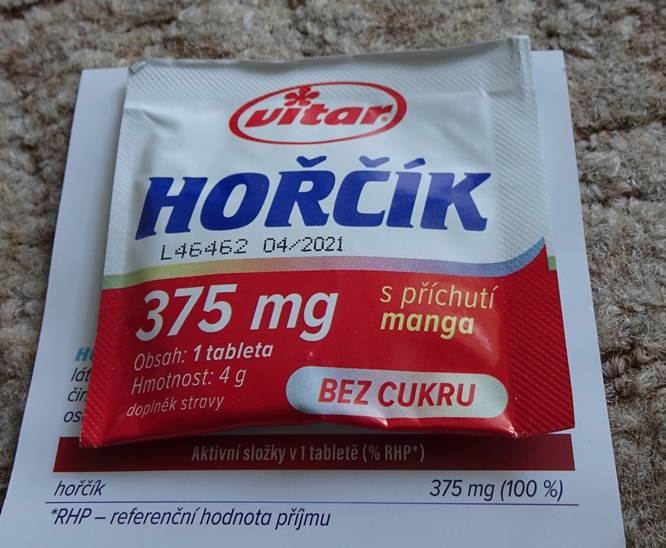 vitar
HOŘČÍK
L46462 04/2021
375 mg
s příchutí
manga
Obsah: 1 tableta
Hmotnost: 4 g
doplněk stravy
BEZ CUKRU
Aktivní složky v 1 tabletě (% RHP*)
hořčík 375 mg (100 %)
*RHP – referenční hodnota příjmu